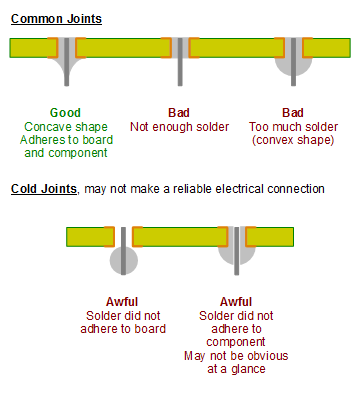 Common Joints
Good
Concave shape
Adheres to board
and component
Bad
Not enough solder
Bad
Too much solder
(convex shape)
Cold Joints, may not make a reliable electrical connection
Awful
Solder did not
adhere to board
Awful
Solder did not
adhere to
component
May not be obvious
at a glance